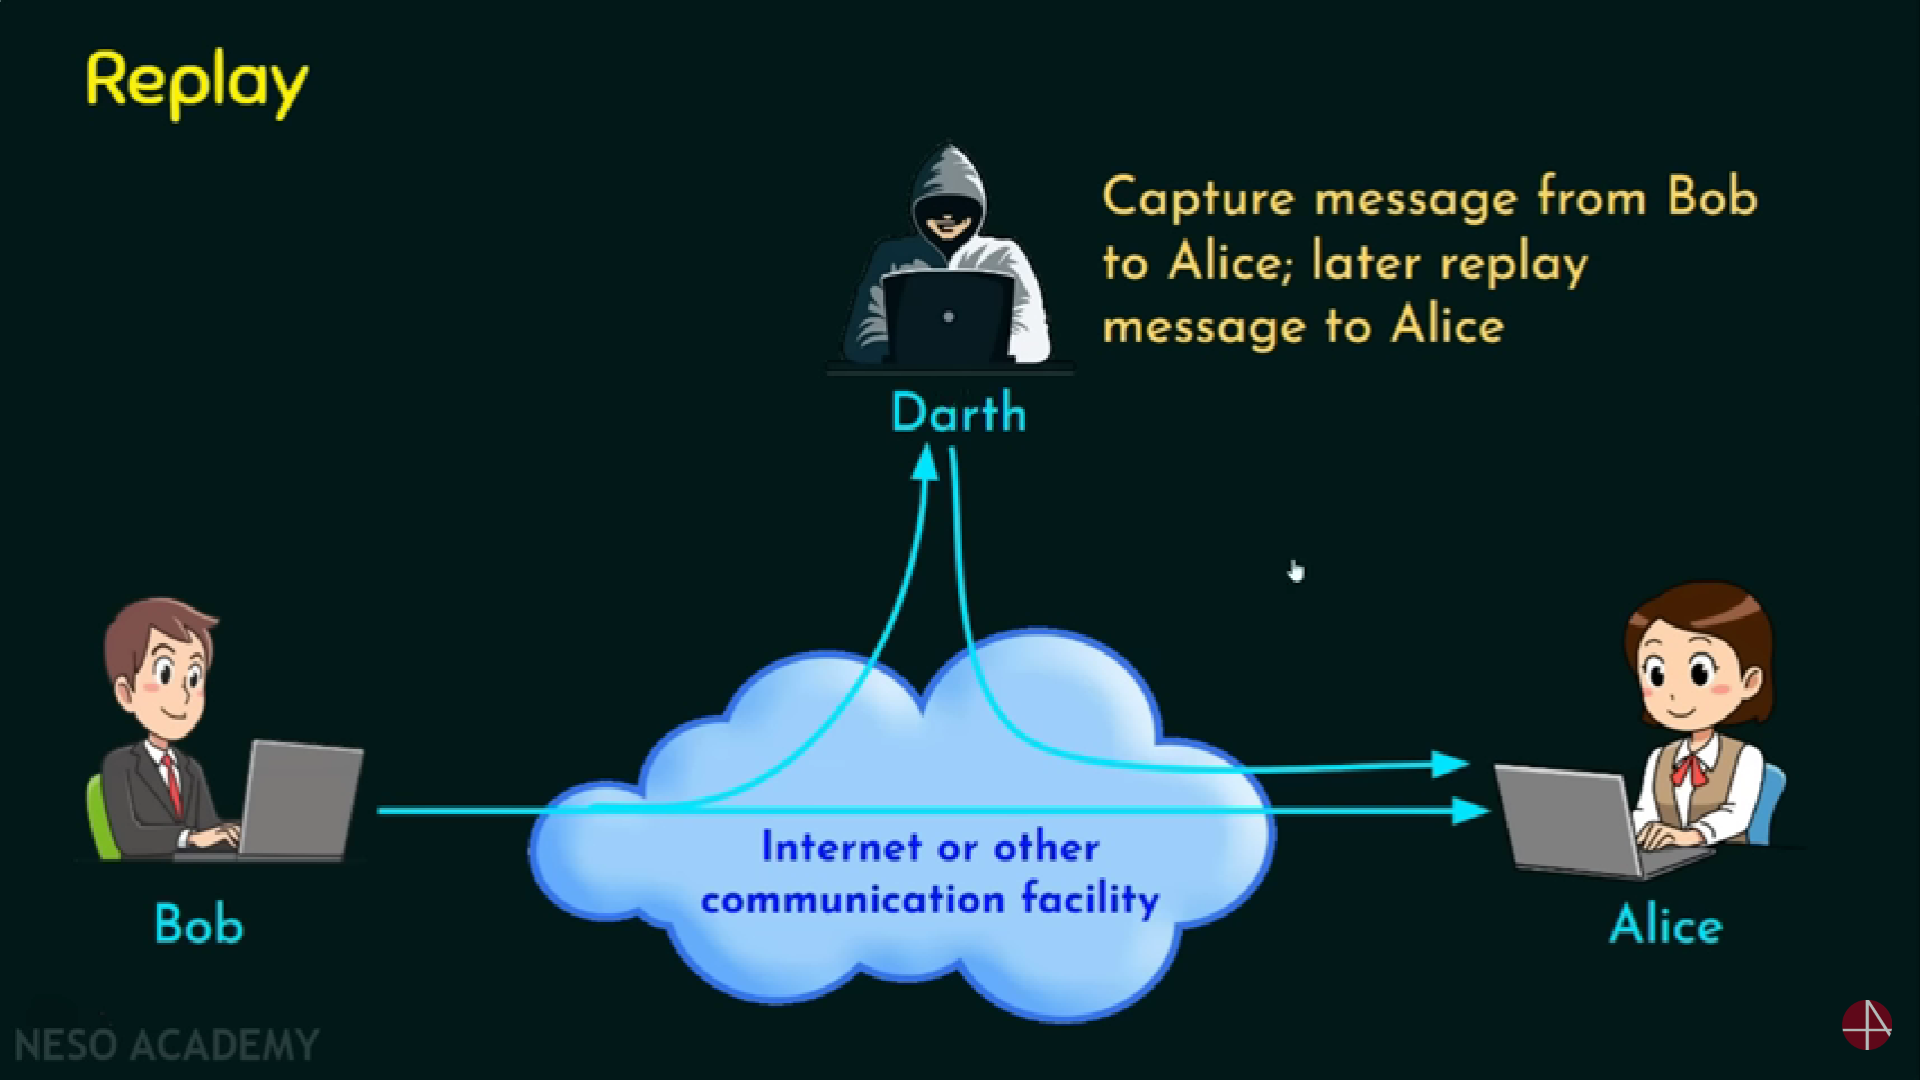 Replay
Capture message from Bob
to Alice; later replay
message to Alice
Darth
Internet or other
communication facility
Bob
Alice
NESO ACADEMY